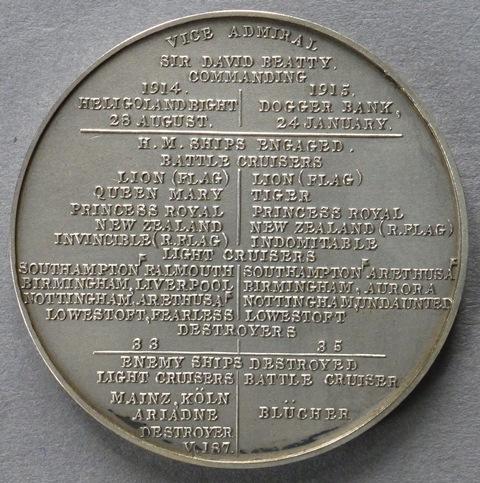 VICE ADMIRAL
SIR DAVID BEATTY.
COMMANDING
1914. 1915.
HELIGOLANDBIGHT DOGGER BANK,
28 AUGUST. 24 JANUARY.
H.M. SHIPS ENGAGED.
BATTLE CRUISERS
LION (FLAG) LION (FLAG)
QUEEN MARY TIGER
PRINCESS ROYAL PRINCESS ROYAL
NEW ZEALAND NEW ZEALAND (R.FLAG)
INVINCIBLE (R.FLAG) INDOMITABLE
LIGHT CRUISERS
SOUTHAMPTON F FALMOUTH SOUTHAMPTON F ARETHUSA F
BIRMINGHAM, LIVERPOOL BIRMINGHAM, AURORA
NOTTINGHAM, ARETHUSA F NOTTINGHAM, UNDAUNTED
LOWESTOFT, FEARLESS LOWESTOFT
DESTROYERS
33 35
ENEMY SHIPS DESTROYED
LIGHT CRUISERS BATTLE CRUISER
MAINZ, KÖLN
ARIADNE BLÜCHER
DESTROYER
V.187.